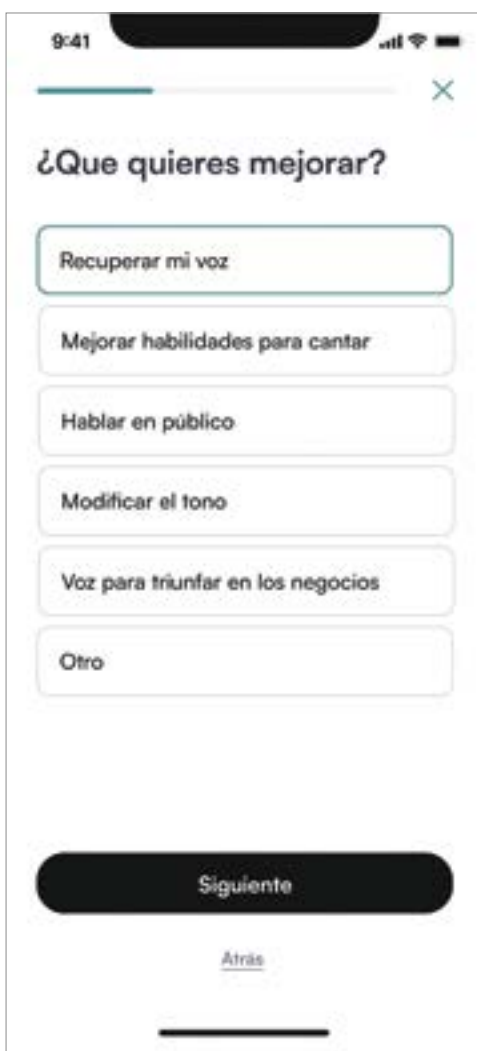 9:41
¿Que quieres mejorar?
Recuperar mi voz
Mejorar habilidades para cantar
Hablar en público
Modificar el tono
Voz para triunfar en los negocios
Otro
Siguiente
Atrás